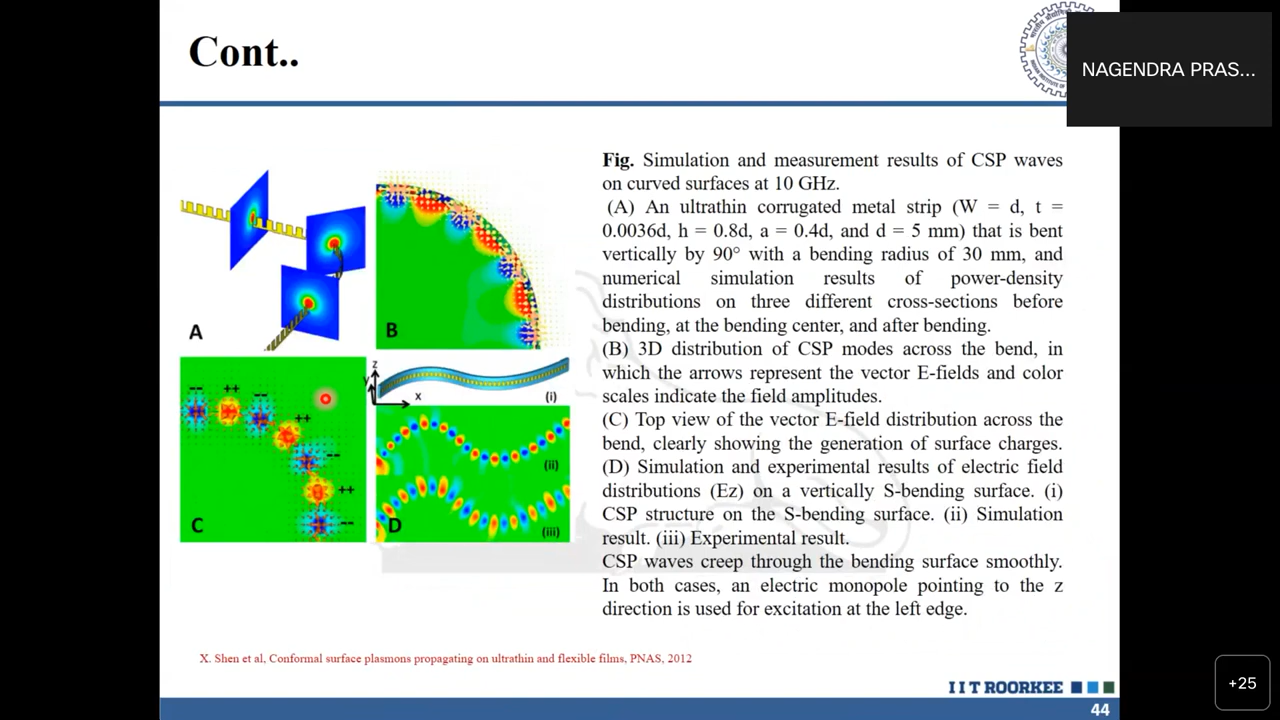 Cont..
NAGENDRA PRAS...
Fig. Simulation and measurement results of CSP waves
on curved surfaces at 10 GHz.
(A) An ultrathin corrugated metal strip (W = d, t =
0.0036d, h = 0.8d, a = 0.4d, and d = 5 mm) that is bent
vertically by 90° with a bending radius of 30 mm, and
numerical simulation results of power-density
distributions on three different cross-sections before
bending, at the bending center, and after bending.
(B) 3D distribution of CSP modes across the bend, in
which the arrows represent the vector E-fields and color
scales indicate the field amplitudes.
(C) Top view of the vector E-field distribution across the
bend, clearly showing the generation of surface charges.
(D) Simulation and experimental results of electric field
distributions (Ez) on a vertically S-bending surface. (i)
CSP structure on the S-bending surface. (ii) Simulation
result. (iii) Experimental result.
CSP waves creep through the bending surface smoothly.
In both cases, an electric monopole pointing to the z
direction is used for excitation at the left edge.
A
B
C
-- ++ -- ++ -- ++ --
D
z
x
(i)
(ii)
(iii)
X. Shen et al, Conformal surface plasmons propagating on ultrathin and flexible films, PNAS, 2012
I I T ROORKEE
44
+25